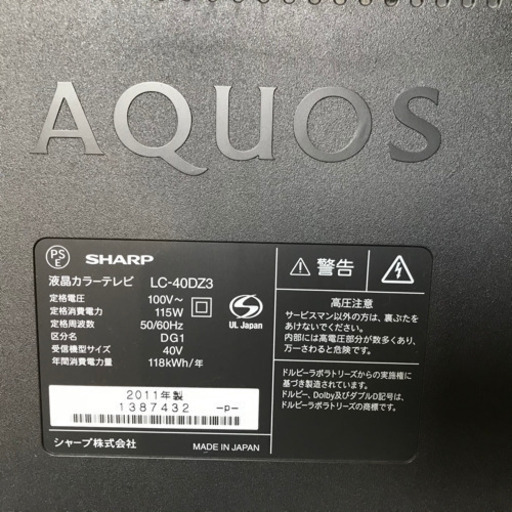 AQUOS
PS
E
SHARP
液晶カラーテレビ LC-40DZ3
定格電圧 100V~
定格消費電力 115W
定格周波数 50/60Hz
区分名 DG1
受信機型サイズ 40V
年間消費電力量 118kWh/年
UL Japan
2011年製
1387432 -p-
シャープ株式会社 MADE IN JAPAN
警告
高圧注意
サービスマン以外の方は、裏ぶたを
あけないでください。
内部には高電圧部分が数多くあり、
万一さわると危険です。
ドルビーラボラトリーズからの実施権に
基づき製造されています。
ドルビー、Dolby及びダブルD記号は、
ドルビーラボラトリーズの商標です。